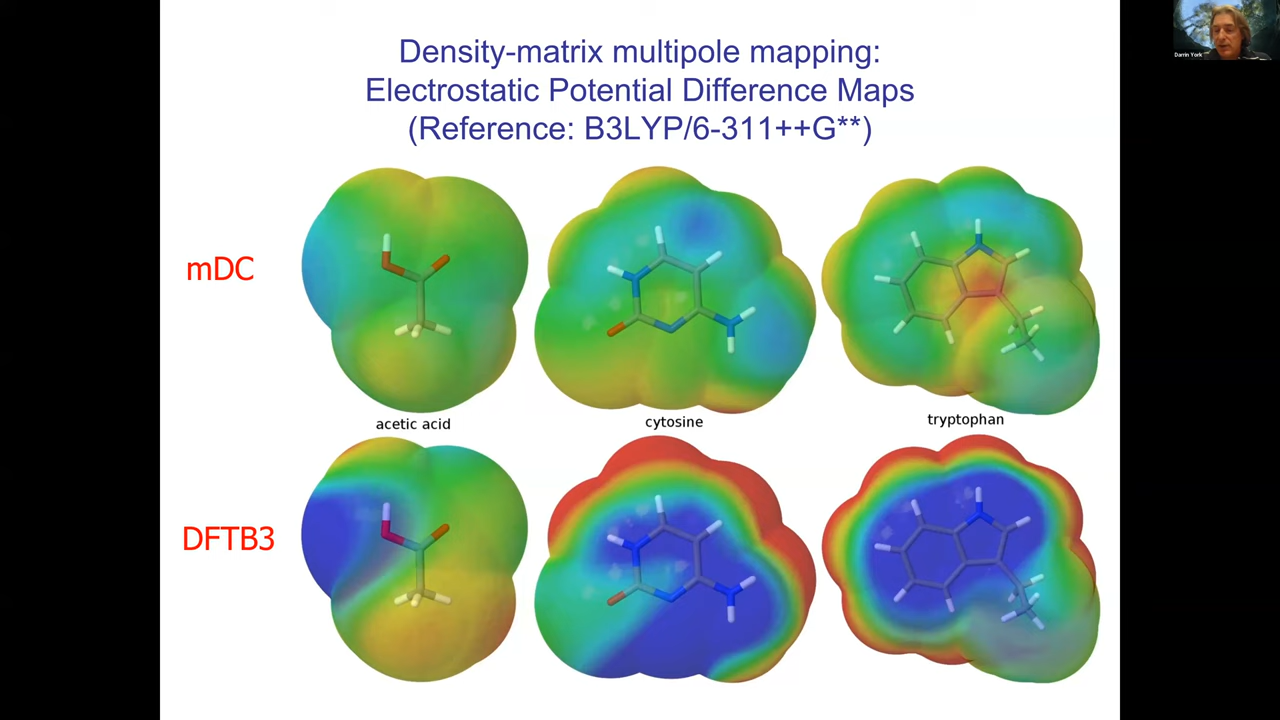 Density-matrix multipole mapping:
Electrostatic Potential Difference Maps
(Reference: B3LYP/6-311++G**)
Darrin York
mDC
acetic acid
cytosine
tryptophan
DFTB3